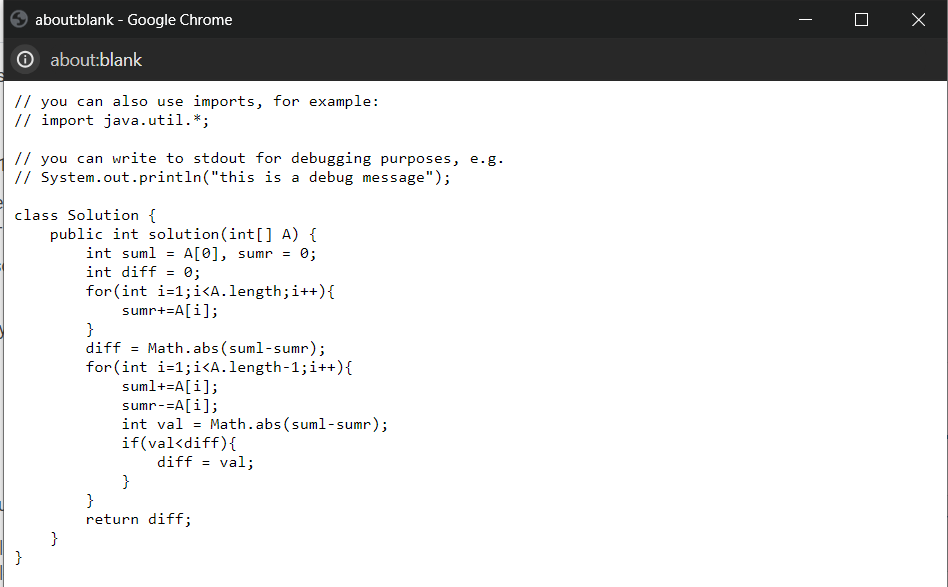 about:blank - Google Chrome
about:blank
// you can also use imports, for example:
// import java.util.*;
// you can write to stdout for debugging purposes, e.g.
// System.out.println("this is a debug message");
class Solution {
    public int solution(int[] A) {
        int suml = A[0], sumr = 0;
        int diff = 0;
        for(int i=1;i<A.length;i++){
            sumr+=A[i];
        }
        diff = Math.abs(suml-sumr);
        for(int i=1;i<A.length-1;i++){
            suml+=A[i];
            sumr-=A[i];
            int val = Math.abs(suml-sumr);
            if(val<diff){
                diff = val;
            }
        }
        return diff;
    }
}